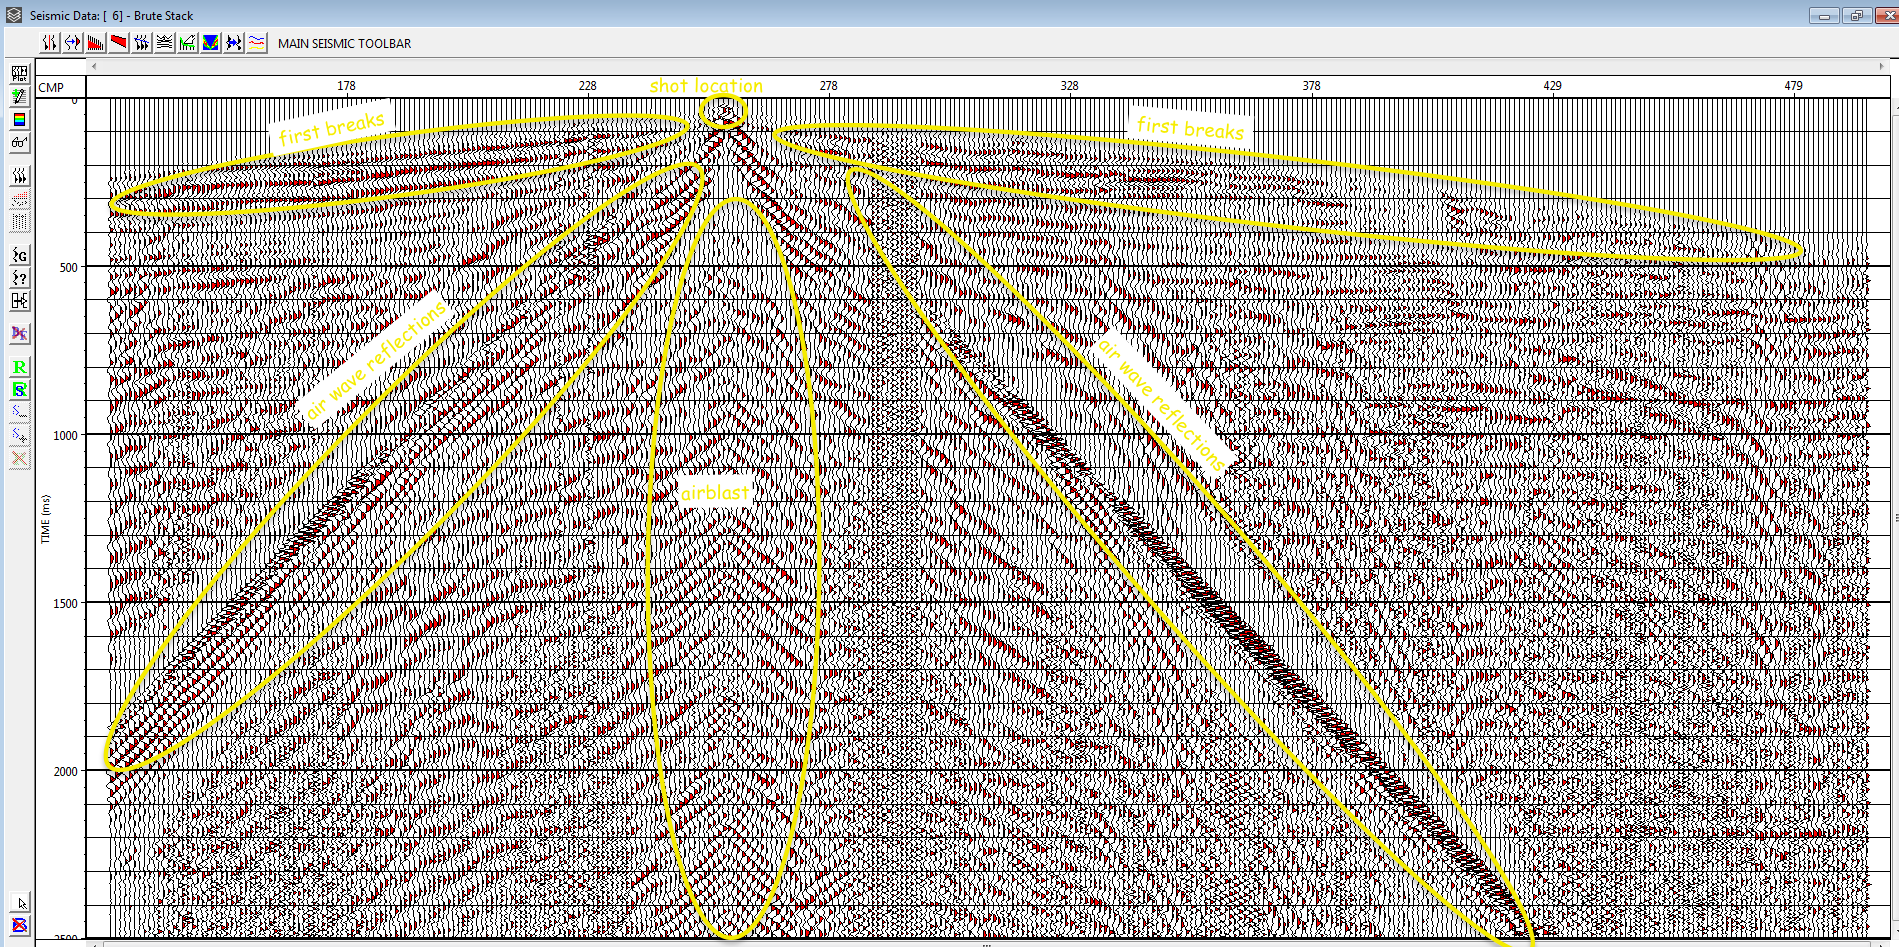 Seismic Data: [ 6] - Brute Stack
MAIN SEISMIC TOOLBAR
CMP
178
228
shot location
278
328
378
429
479
0
first breaks
first breaks
500
air wave reflections
air wave reflections
1000
airblast
TIME (ms)
1500
2000
2500